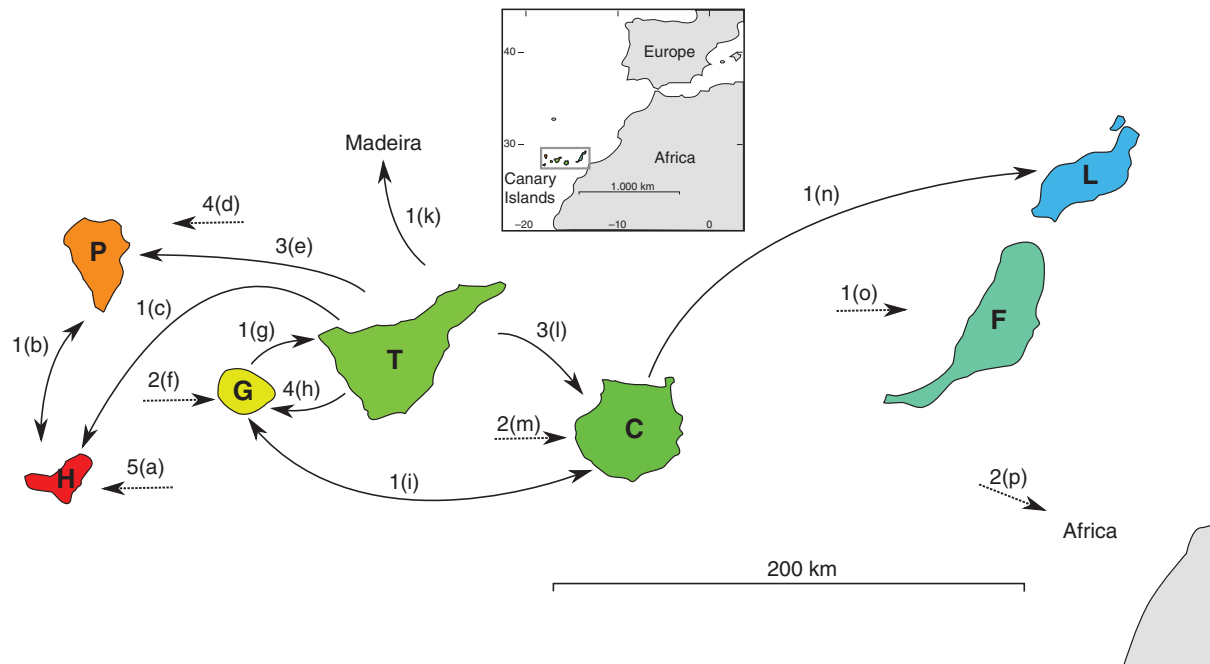 40
Europe
30
Africa
Canary
Islands
1.000 km
−20
−10
0
Madeira
1(k)
4(d)
P
3(e)
1(c)
1(b)
1(g)
T
2(f)
G
4(h)
3(l)
H
5(a)
1(i)
2(m)
C
1(n)
L
1(o)
F
2(p)
Africa
200 km